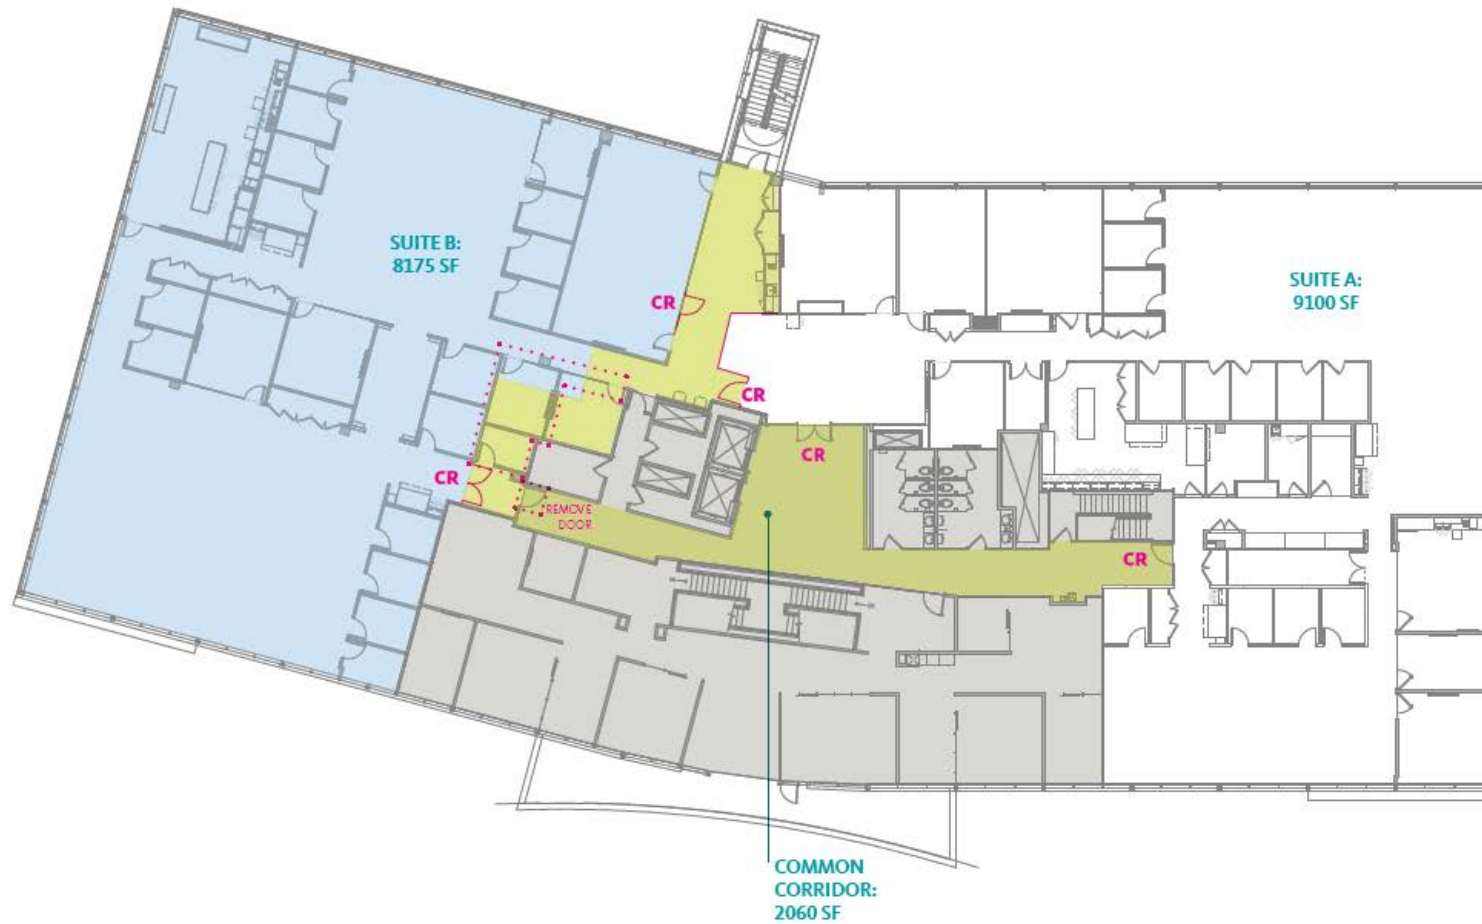 SUITE B:
8175 SF
SUITE A:
9100 SF
CR
CR
CR
CR
REMOVE
DOOR
CR
COMMON
CORRIDOR:
2060 SF